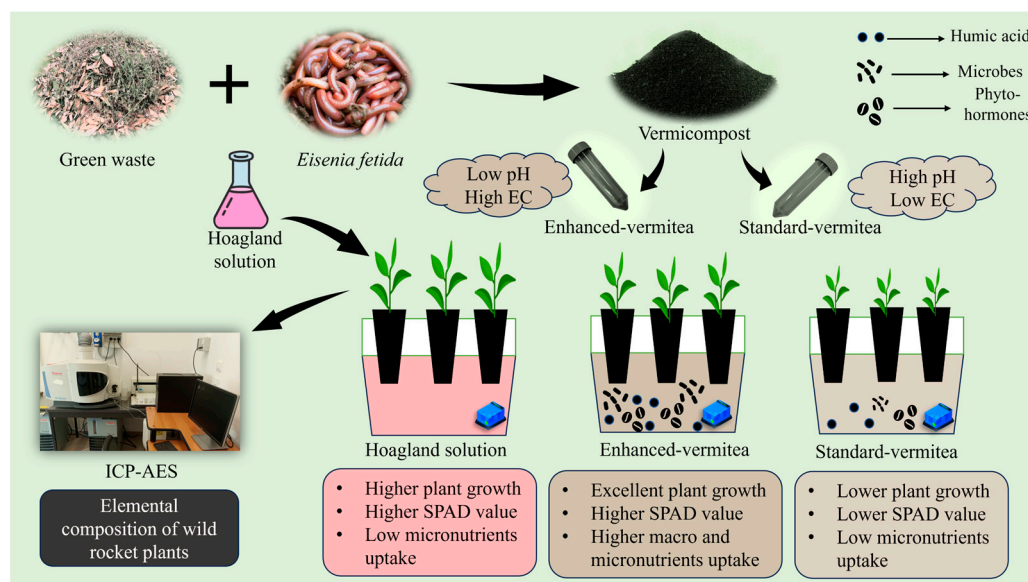 Humic acid
Microbes
Phyto-
hormones
Green waste
Eisenia fetida
Vermicompost
Low pH
High EC
High pH
Low EC
Enhanced-vermitea
Standard-vermitea
Hoagland
solution
ICP-AES
Hoagland solution
Enhanced-vermitea
Standard-vermitea
Elemental
composition of wild
rocket plants
• Higher plant growth
• Higher SPAD value
• Low micronutrients
uptake
• Excellent plant growth
• Higher SPAD value
• Higher macro and
micronutrients uptake
• Lower plant growth
• Lower SPAD value
• Low micronutrients
uptake